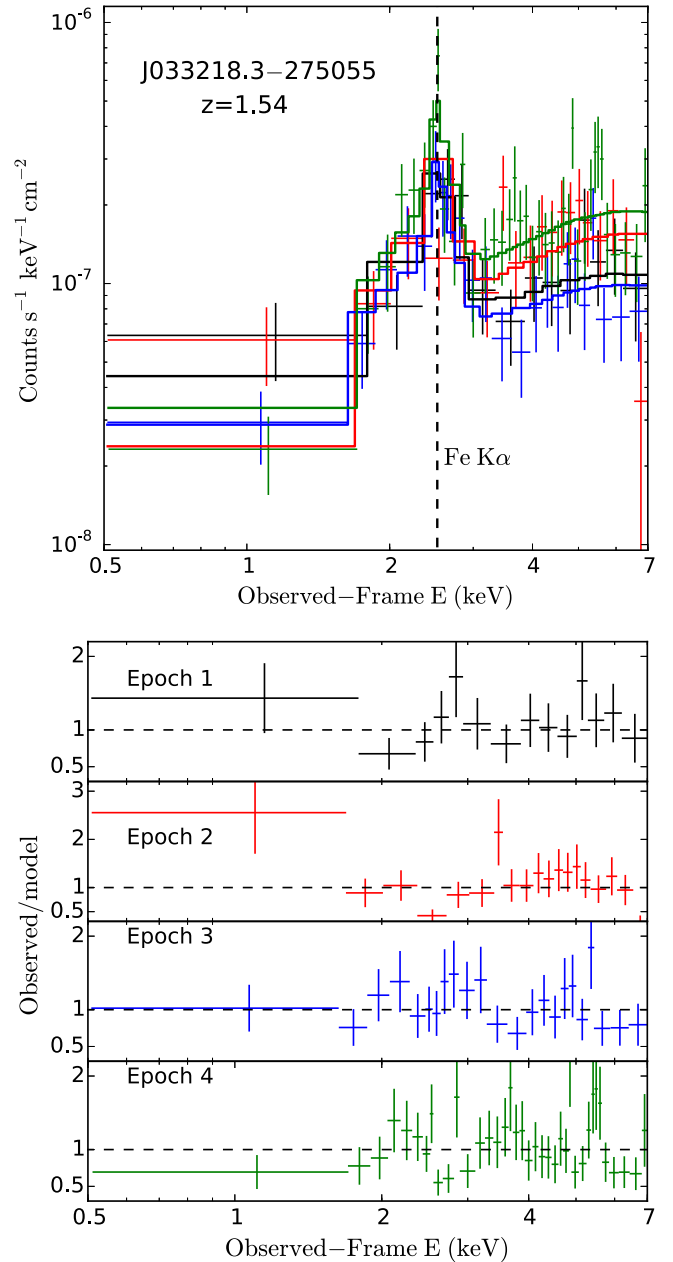 J033218.3−275055
z=1.54
Counts s⁻¹ keV⁻¹ cm⁻²
10⁻⁶
10⁻⁷
10⁻⁸
Fe Kα
0.5 1 2 4 7
Observed−Frame E (keV)
Observed/model
Epoch 1
2
1
0.5
Epoch 2
3
2
1
0.5
Epoch 3
2
1
0.5
Epoch 4
2
1
0.5
0.5 1 2 4 7
Observed−Frame E (keV)